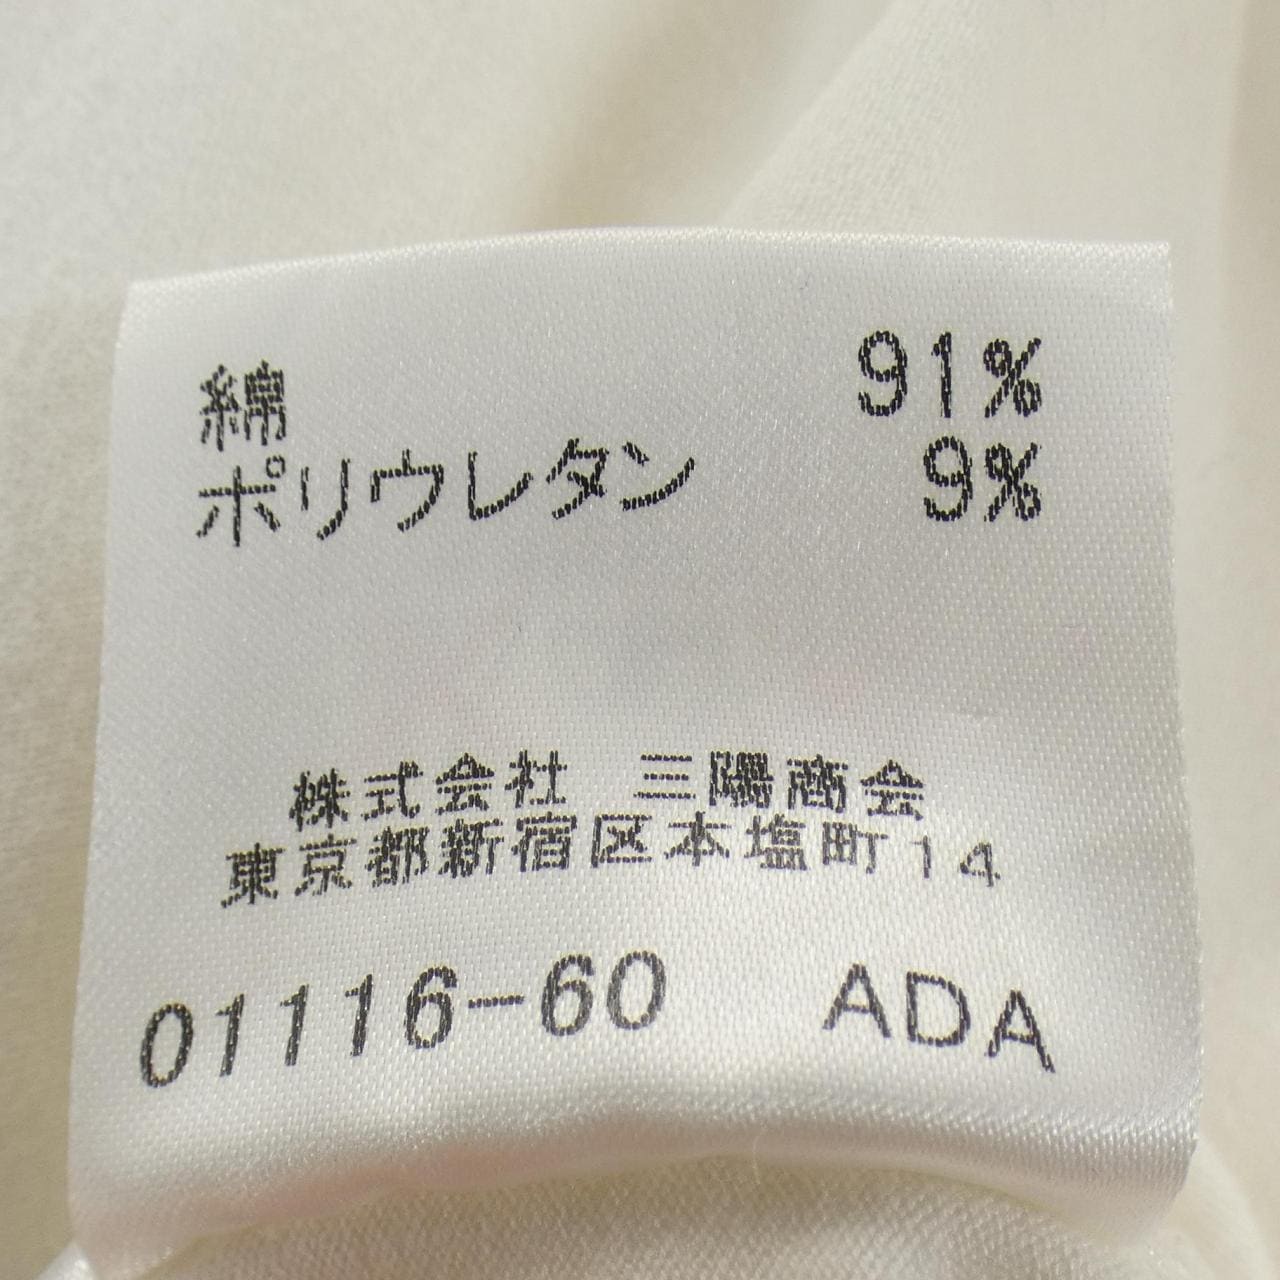 綿 91%
ポリウレタン 9%
株式会社 三陽商会
東京都新宿区本塩町14
01116-60 ADA